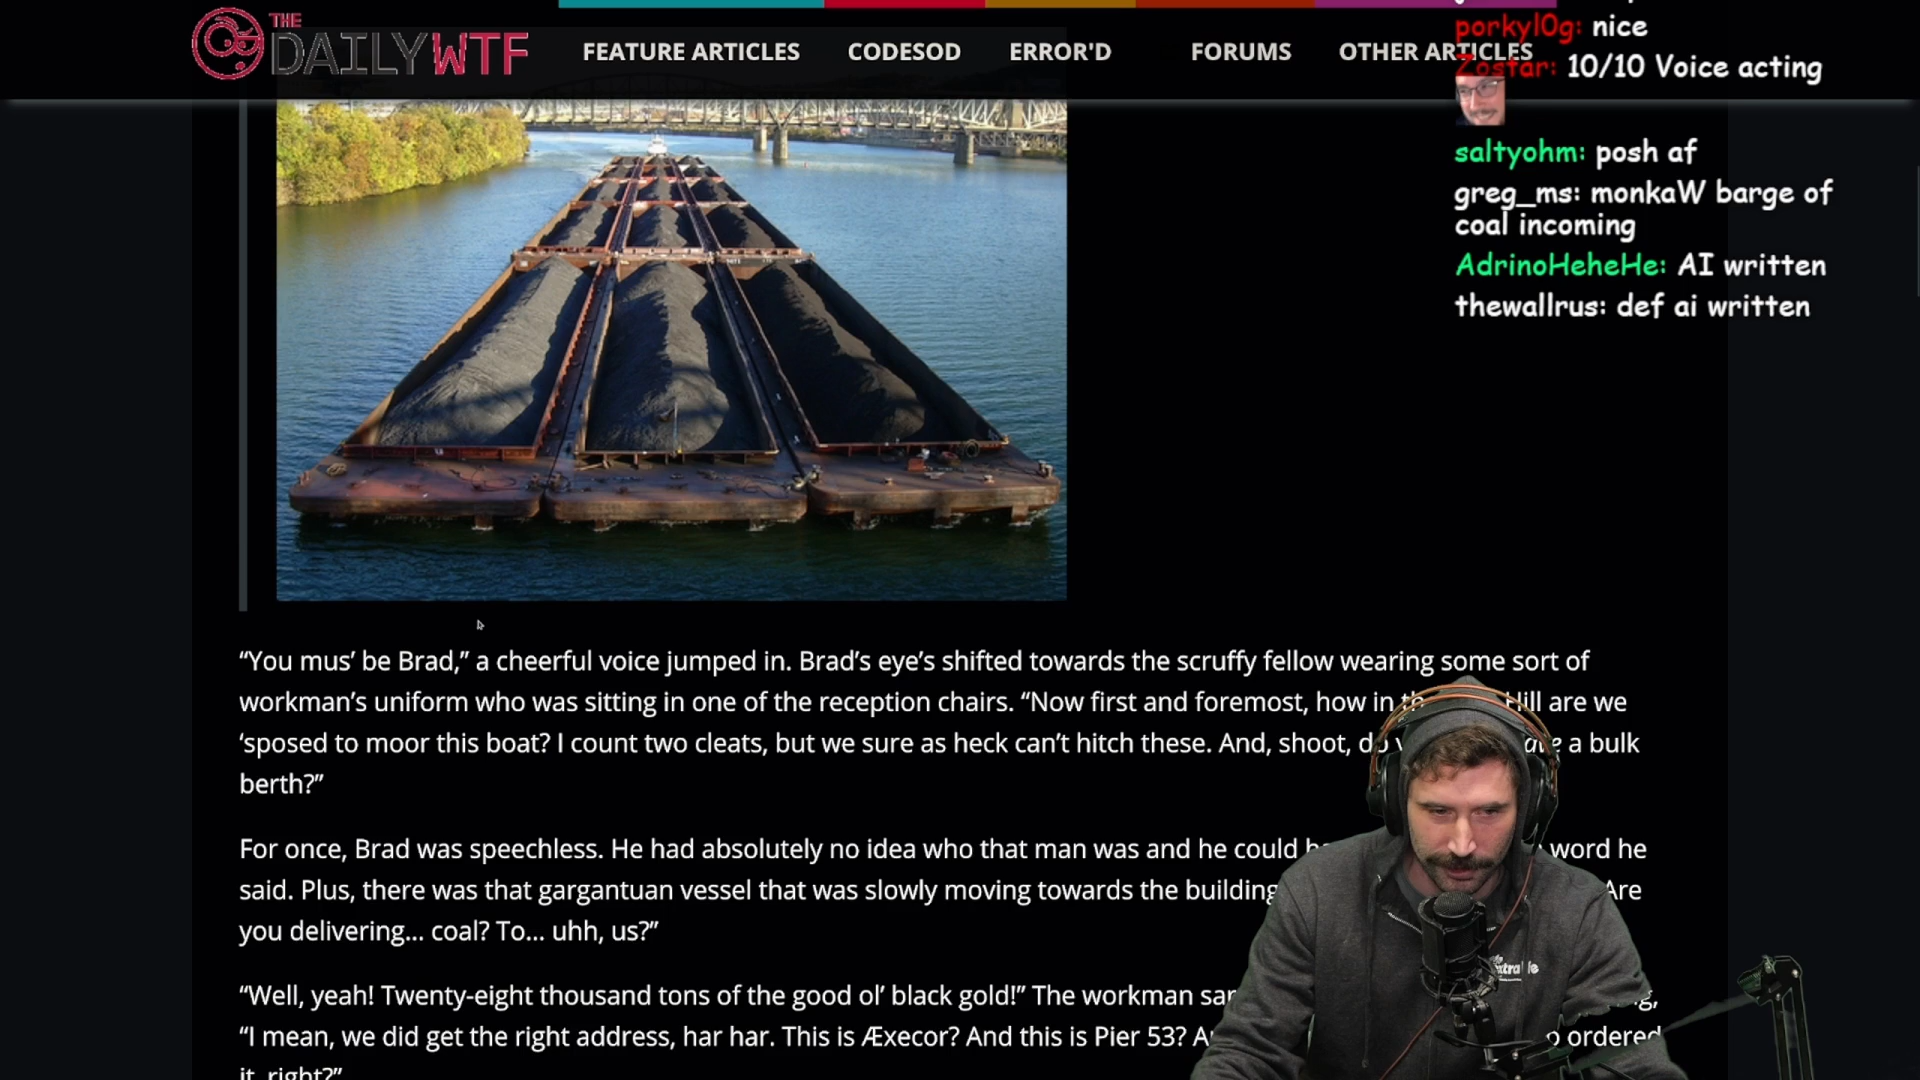 THE
DAILYWTF
FEATURE ARTICLES
CODESOD
ERROR'D
FORUMS
OTHER ARTICLES
porkyl0g: nice
Zostar: 10/10 Voice acting
saltyohm: posh af
greg_ms: monkaW barge of
coal incoming
AdrinoHeheHe: AI written
thewallrus: def ai written
“You mus’ be Brad,” a cheerful voice jumped in. Brad’s eye’s shifted towards the scruffy fellow wearing some sort of
workman’s uniform who was sitting in one of the reception chairs. “Now first and foremost, how in Hill are we
‘sposed to moor this boat? I count two cleats, but we sure as heck can’t hitch these. And, shoot, a bulk
berth?”
For once, Brad was speechless. He had absolutely no idea who that man was and he could word he
said. Plus, there was that gargantuan vessel that was slowly moving towards the building Are
you delivering… coal? To… uhh, us?”
“Well, yeah! Twenty-eight thousand tons of the good ol’ black gold!” The workman
“I mean, we did get the right address, har har. This is Æxecor? And this is Pier 53? ordered
it, right?”